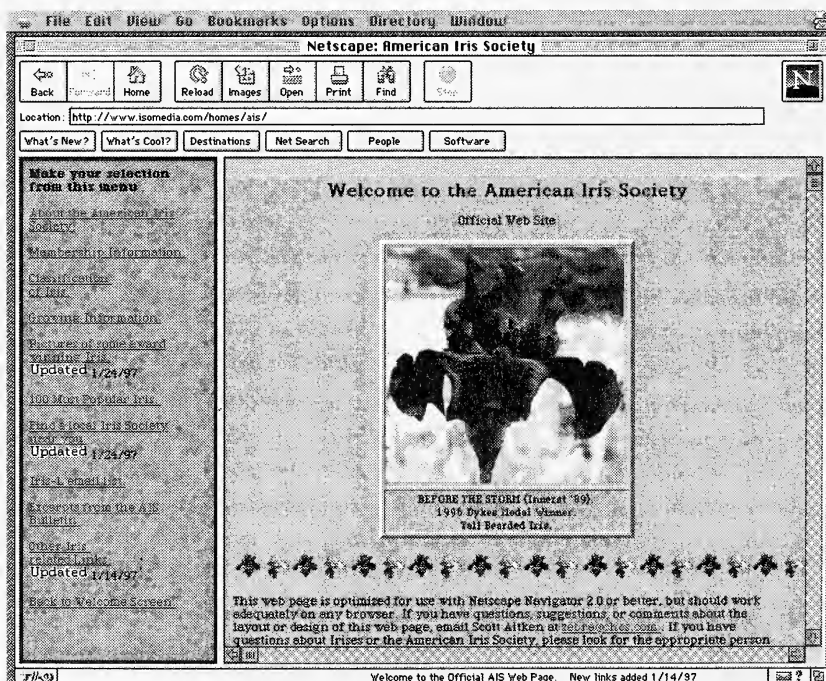 File Edit View Go Bookmarks Options Directory Window
Netscape: American Iris Society
Back Forward Home Reload Images Open Print Find Stop
N
Location: http://www.isomedia.com/homes/ais/
What's New? What's Cool? Destinations Net Search People Software
Make your selection
from this menu
About the American Iris
Society
Membership Information
Classification
of Iris
Growing Information
Pictures of some award
winning Iris.
Updated 1/24/97
100 Most Popular Iris
Find a local Iris Society
near you
Updated 1/24/97
Iris-L email list
Excerpts from the AIS
Bulletin
Other Iris
related links
Updated 1/14/97
Back to Welcome Screen
Welcome to the American Iris Society
Official Web Site
BEFORE THE STORM (Innerst '89)
1996 Dykes Medal Winner.
Tall Bearded Iris.
This web page is optimized for use with Netscape Navigator 2.0 or better, but should work
adequately on any browser. If you have questions, suggestions, or comments about the
layout or design of this web page, email Scott Aitken at . If you have
questions about Irises or the American Iris Society, please look for the appropriate person
Welcome to the Official AIS Web Page. New links added 1/14/97
?